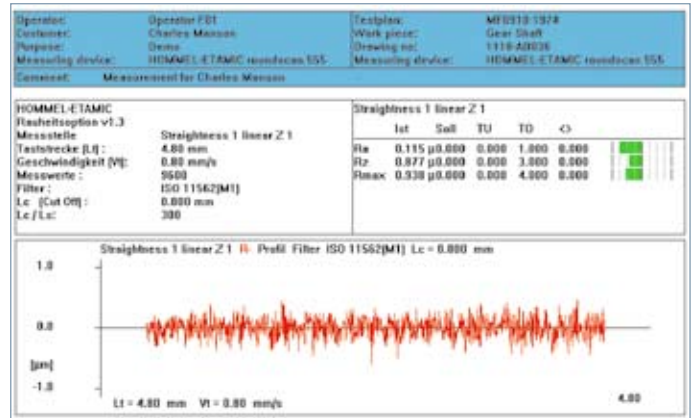 Operator: Operator F01 Testplan: MF0910-1974
Customer: Charles Manson Work piece: Gear Shaft
Purpose: Demo Drawing no: 1110-A0036
Measuring device: HOMMEL-ETAMIC roundscan 555 Measuring device: HOMMEL-ETAMIC roundscan 555
Comment: Measurement for Charles Manson
HOMMEL-ETAMIC
Rauheitsoption v1.3
Messstelle Straightness 1 linear Z 1
Taststrecke (Lt) : 4.80 mm
Geschwindigkeit (Vt): 0.80 mm/s
Messwerte : 9600
Filter : ISO 11562(M1)
Lc (Cut Off) : 0.800 mm
Lc / Ls: 300
Straightness 1 linear Z 1
Ist Soll TU TO <>
Ra 0.115 µ 0.000 0.000 1.000 0.000
Rz 0.877 µ 0.000 0.000 3.000 0.000
Rmax 0.938 µ 0.000 0.000 4.000 0.000
Straightness 1 linear Z 1 R- Profil Filter ISO 11562(M1) Lc = 0.800 mm
1.0
0.0
[µm]
-1.0
Lt = 4.80 mm Vt = 0.80 mm/s 4.80